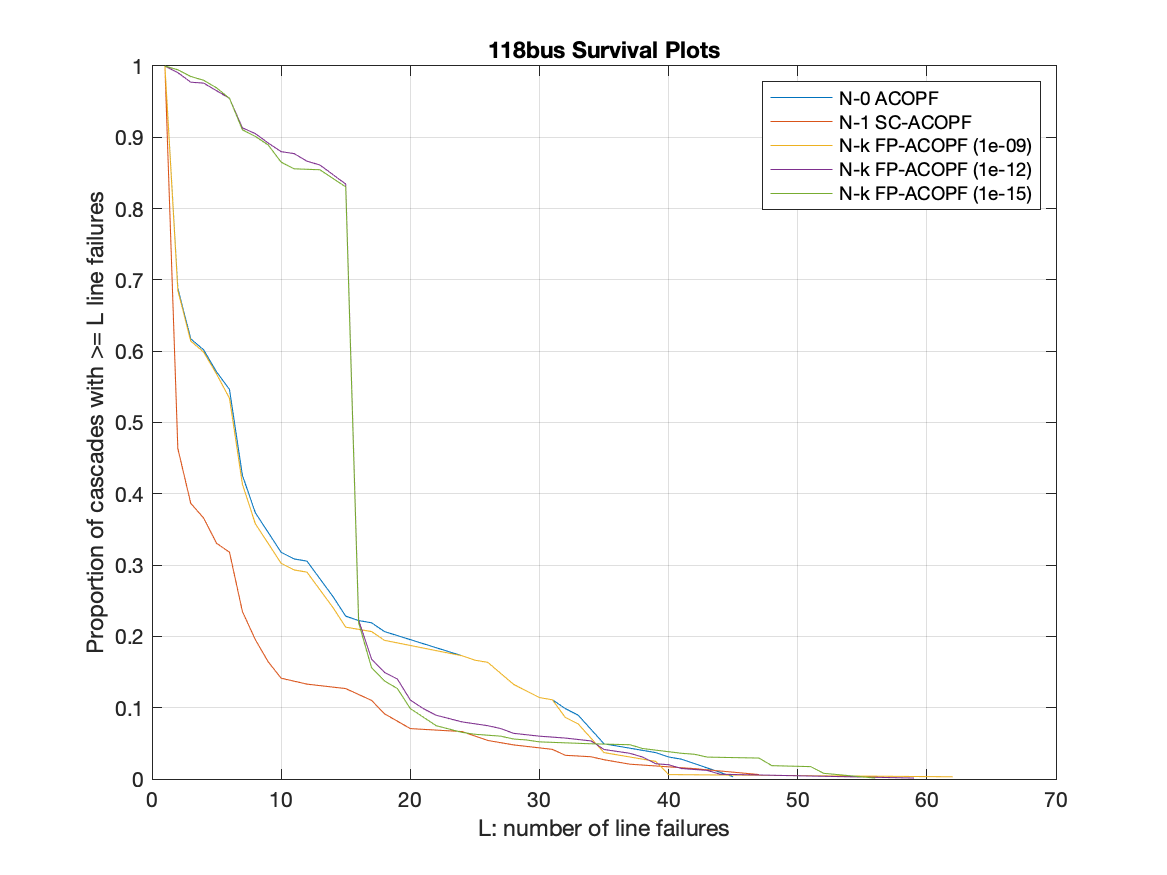 118bus Survival Plots
N-0 ACOPF
N-1 SC-ACOPF
N-k FP-ACOPF (1e-09)
N-k FP-ACOPF (1e-12)
N-k FP-ACOPF (1e-15)
Proportion of cascades with >= L line failures
1
0.9
0.8
0.7
0.6
0.5
0.4
0.3
0.2
0.1
0
0 10 20 30 40 50 60 70
L: number of line failures